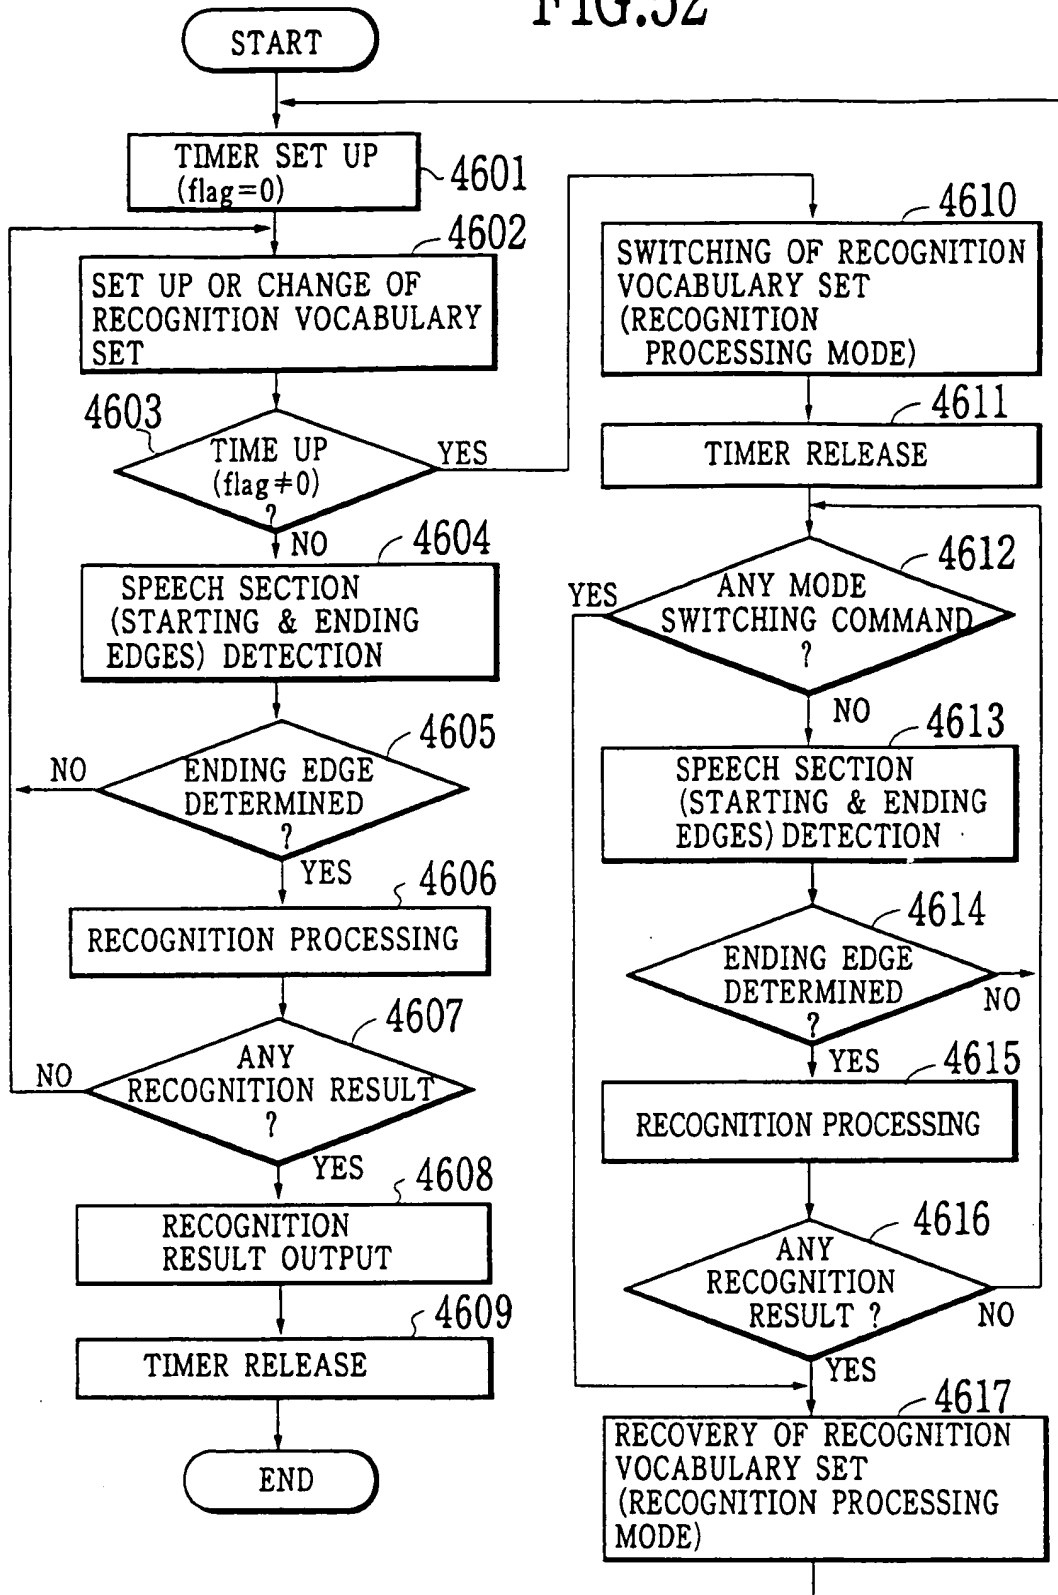 FIG.52
START
TIMER SET UP
(flag=0)
4601
4602
SET UP OR CHANGE OF
RECOGNITION VOCABULARY
SET
4603
TIME UP
(flag≠0)
?
YES
NO
4604
SPEECH SECTION
(STARTING & ENDING
EDGES) DETECTION
4605
NO
ENDING EDGE
DETERMINED
?
YES
4606
RECOGNITION PROCESSING
4607
NO
ANY
RECOGNITION RESULT
?
YES
4608
RECOGNITION
RESULT OUTPUT
4609
TIMER RELEASE
END
4610
SWITCHING OF RECOGNITION
VOCABULARY SET
(RECOGNITION
PROCESSING MODE)
4611
TIMER RELEASE
4612
YES
ANY MODE
SWITCHING COMMAND
?
NO
4613
SPEECH SECTION
(STARTING & ENDING
EDGES) DETECTION
4614
ENDING EDGE
DETERMINED
?
NO
YES
4615
RECOGNITION PROCESSING
4616
ANY
RECOGNITION
RESULT ?
NO
YES
4617
RECOVERY OF RECOGNITION
VOCABULARY SET
(RECOGNITION PROCESSING
MODE)